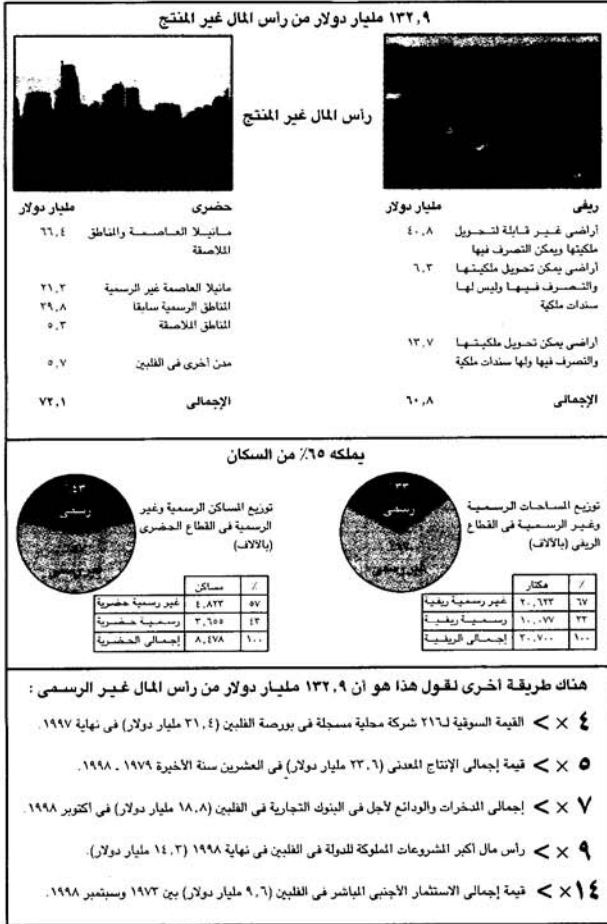 ١٣٢,٩ مليار دولار من رأس المال غير المنتج
رأس المال غير المنتج
ريفى مليار دولار
أراضى غير قابلة لتحويل ٤٠,٨
ملكيتها ويمكن التصرف فيها
أراضى يمكن تحويل ملكيتها ٦,٣
والتصرف فيها وليس لها
سندات ملكية
أراضى يمكن تحويل ملكيتها ١٣,٧
والتصرف فيها ولها سندات ملكية
الإجمالى ٦٠,٨
حضرى مليار دولار
مانيلا العاصمة والمناطق ٦٦,٤
الملاصقة
مانيلا العاصمة غير الرسمية ٢١,٣
المناطق الرسمية سابقا ٣٩,٨
المناطق الملاصقة ٥,٣
مدن أخرى فى الفلبين ٥,٧
الإجمالى ٧٢,١
يملكه ٦٥٪ من السكان
توزيع المساحات الرسمية
وغير الرسمية فى القطاع
الريفى (بالآلاف)
٣٣
رسمى
٪ هكتار
٦٧ ٢٠,٦٢٣ غير رسمية ريفية
٣٣ ١٠,٠٧٧ رسمية ريفية
١٠٠ ٣٠,٧٠٠ إجمالى الريفية
توزيع المساكن الرسمية وغير
الرسمية فى القطاع الحضرى
(بالآلاف)
٤٣
رسمى
٪ مساكن
٥٧ ٤,٨٢٣ غير رسمية حضرية
٤٣ ٣,٦٥٥ رسمية حضرية
١٠٠ ٨,٤٧٨ إجمالى الحضرية
هناك طريقة أخرى لقول هذا هو أن ١٣٢,٩ مليار دولار من رأس المال غير الرسمى :
٤ × > القيمة السوقية لـ٢١٦ شركة محلية مسجلة فى بورصة الفلبين (٣١,٤ مليار دولار) فى نهاية ١٩٩٧.
٥ × > قيمة إجمالى الإنتاج المعدنى (٢٣,٦ مليار دولار) فى العشرين سنة الأخيرة ١٩٧٩ ـ ١٩٩٨.
٧ × > إجمالى المدخرات والودائع لأجل فى البنوك التجارية فى الفلبين (١٨,٨ مليار دولار) فى أكتوبر ١٩٩٨.
٩ × > رأس مال أكبر المشروعات المملوكة للدولة فى الفلبين فى نهاية ١٩٩٨ (١٤,٣ مليار دولار).
١٤ × > قيمة إجمالى الاستثمار الأجنبى المباشر فى الفلبين (٩,٦ مليار دولار) بين ١٩٧٣ وسبتمبر ١٩٩٨.